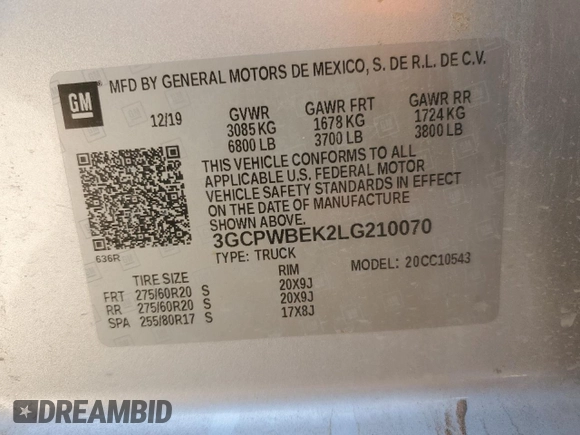 GM
MFD BY GENERAL MOTORS DE MEXICO, S. DE R.L. DE C.V.
12/19 GVWR GAWR FRT GAWR RR
3085 KG 1678 KG 1724 KG
6800 LB 3700 LB 3800 LB
THIS VEHICLE CONFORMS TO ALL
APPLICABLE U.S. FEDERAL MOTOR
VEHICLE SAFETY STANDARDS IN EFFECT
ON THE DATE OF MANUFACTURE
SHOWN ABOVE.
3GCPWBEK2LG210070
636R
TYPE: TRUCK MODEL: 20CC10543
TIRE SIZE RIM
FRT 275/60R20 S 20X9J
RR 275/60R20 S 20X9J
SPA 255/80R17 S 17X8J
DREAMBID